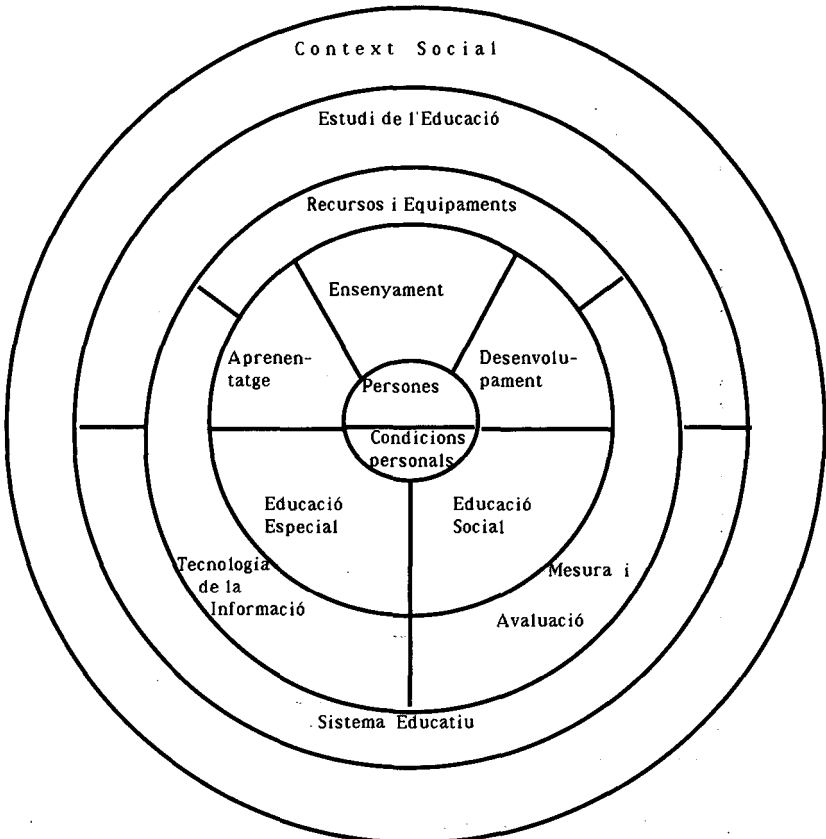 Context Social
Estudi de l'Educació
Recursos i Equipaments
Ensenyament
Aprenen-
tatge
Desenvolu-
pament
Persones
Condicions
personals
Educació
Especial
Educació
Social
Tecnologia
de la
Informació
Mesura i
Avaluació
Sistema Educatiu